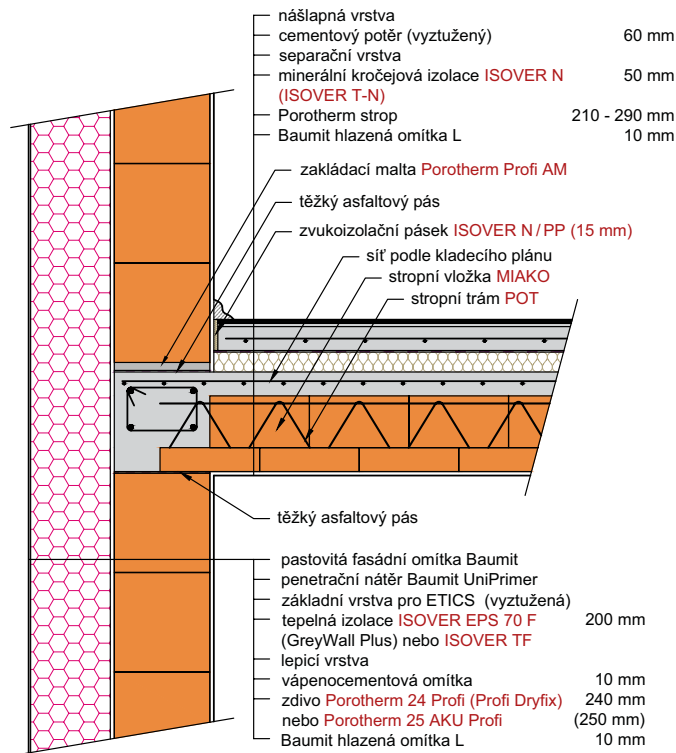 nášlapná vrstva
cementový potěr (vyztužený) 60 mm
separační vrstva
minerální kročejová izolace ISOVER N 50 mm
(ISOVER T-N)
Porotherm strop 210 - 290 mm
Baumit hlazená omítka L 10 mm
zakládací malta Porotherm Profi AM
těžký asfaltový pás
zvukoizolační pásek ISOVER N / PP (15 mm)
síť podle kladecího plánu
stropní vložka MIAKO
stropní trám POT
těžký asfaltový pás
pastovitá fasádní omítka Baumit
penetrační nátěr Baumit UniPrimer
základní vrstva pro ETICS (vyztužená)
tepelná izolace ISOVER EPS 70 F 200 mm
(GreyWall Plus) nebo ISOVER TF
lepicí vrstva
vápenocementová omítka 10 mm
zdivo Porotherm 24 Profi (Profi Dryfix) 240 mm
nebo Porotherm 25 AKU Profi (250 mm)
Baumit hlazená omítka L 10 mm